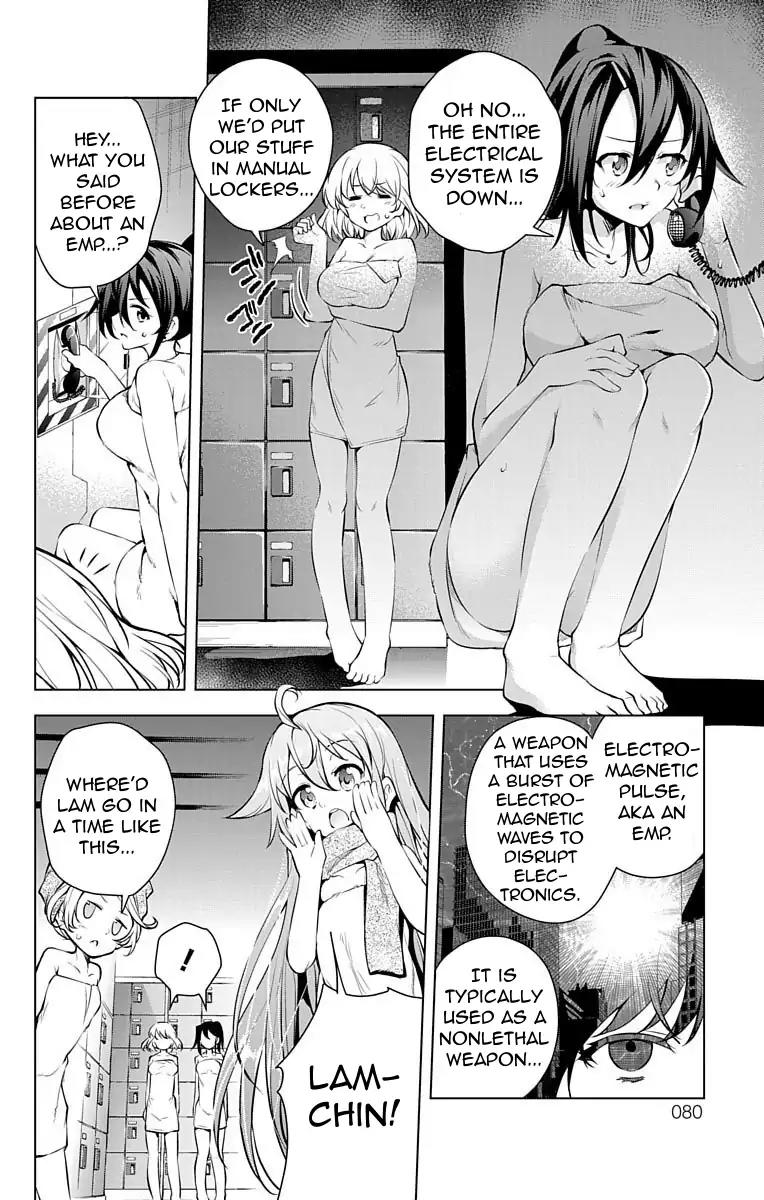 OH NO...
THE ENTIRE
ELECTRICAL
SYSTEM IS
DOWN...
IF ONLY
WE'D PUT
OUR STUFF
IN MANUAL
LOCKERS...
HEY...
WHAT YOU
SAID
BEFORE
ABOUT AN
EMP...?
ELECTRO-
MAGNETIC
PULSE,
AKA AN
EMP.
A WEAPON
THAT USES
A BURST OF
ELECTRO-
MAGNETIC
WAVES TO
DISRUPT
ELEC-
TRONICS.
IT IS
TYPICALLY
USED AS A
NONLETHAL
WEAPON...
LAM-
CHIN!
!
WHERE'D
LAM GO IN
A TIME LIKE
THIS...
080